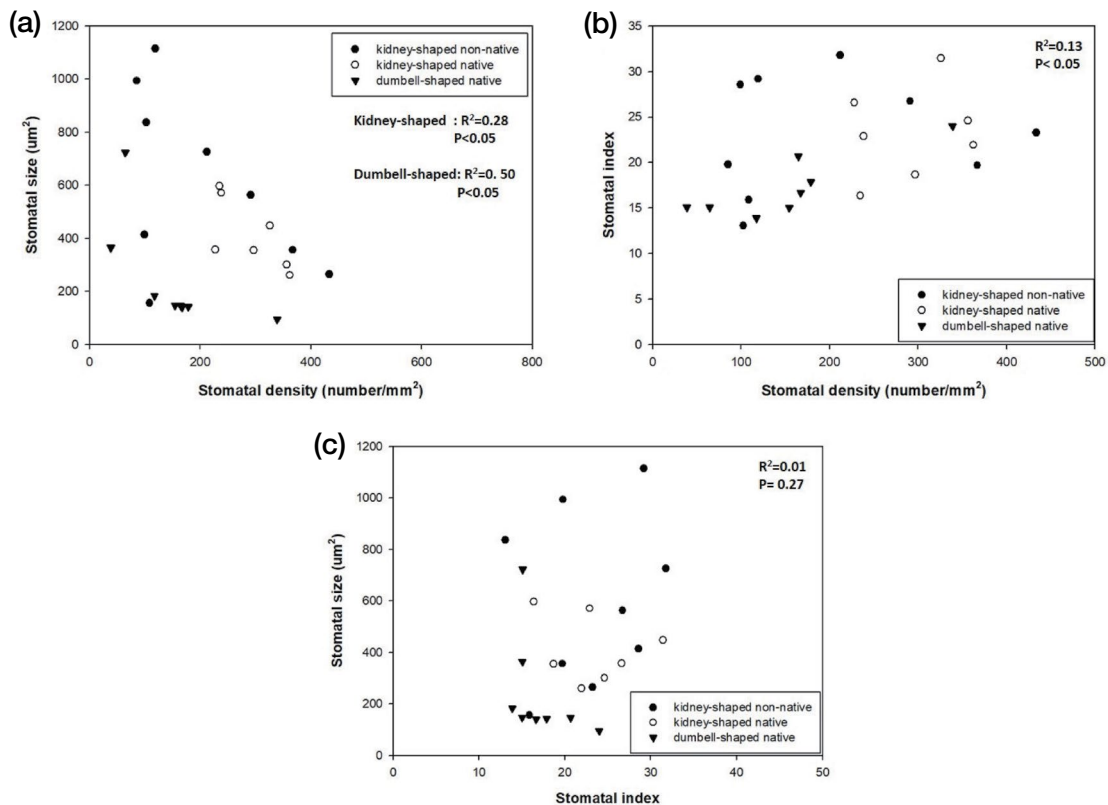 (a)
1200
1000
800
600
400
200
0
Stomatal size (um²)
kidney-shaped non-native
kidney-shaped native
dumbell-shaped native
Kidney-shaped : R²=0.28
P<0.05
Dumbell-shaped: R²=0. 50
P<0.05
0 200 400 600 800
Stomatal density (number/mm²)
(b)
35
30
25
20
15
10
5
0
Stomatal index
R²=0.13
P< 0.05
kidney-shaped non-native
kidney-shaped native
dumbell-shaped native
0 100 200 300 400 500
Stomatal density (number/mm²)
(c)
1200
1000
800
600
400
200
0
Stomatal size (um²)
R²=0.01
P= 0.27
kidney-shaped non-native
kidney-shaped native
dumbell-shaped native
0 10 20 30 40 50
Stomatal index